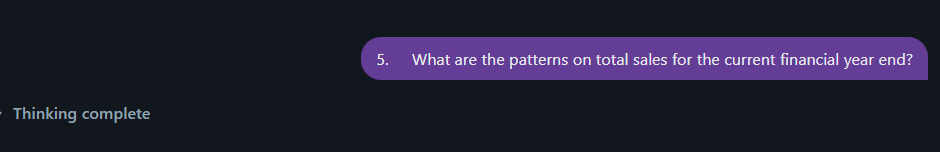 5. What are the patterns on total sales for the current financial year end?
Thinking complete